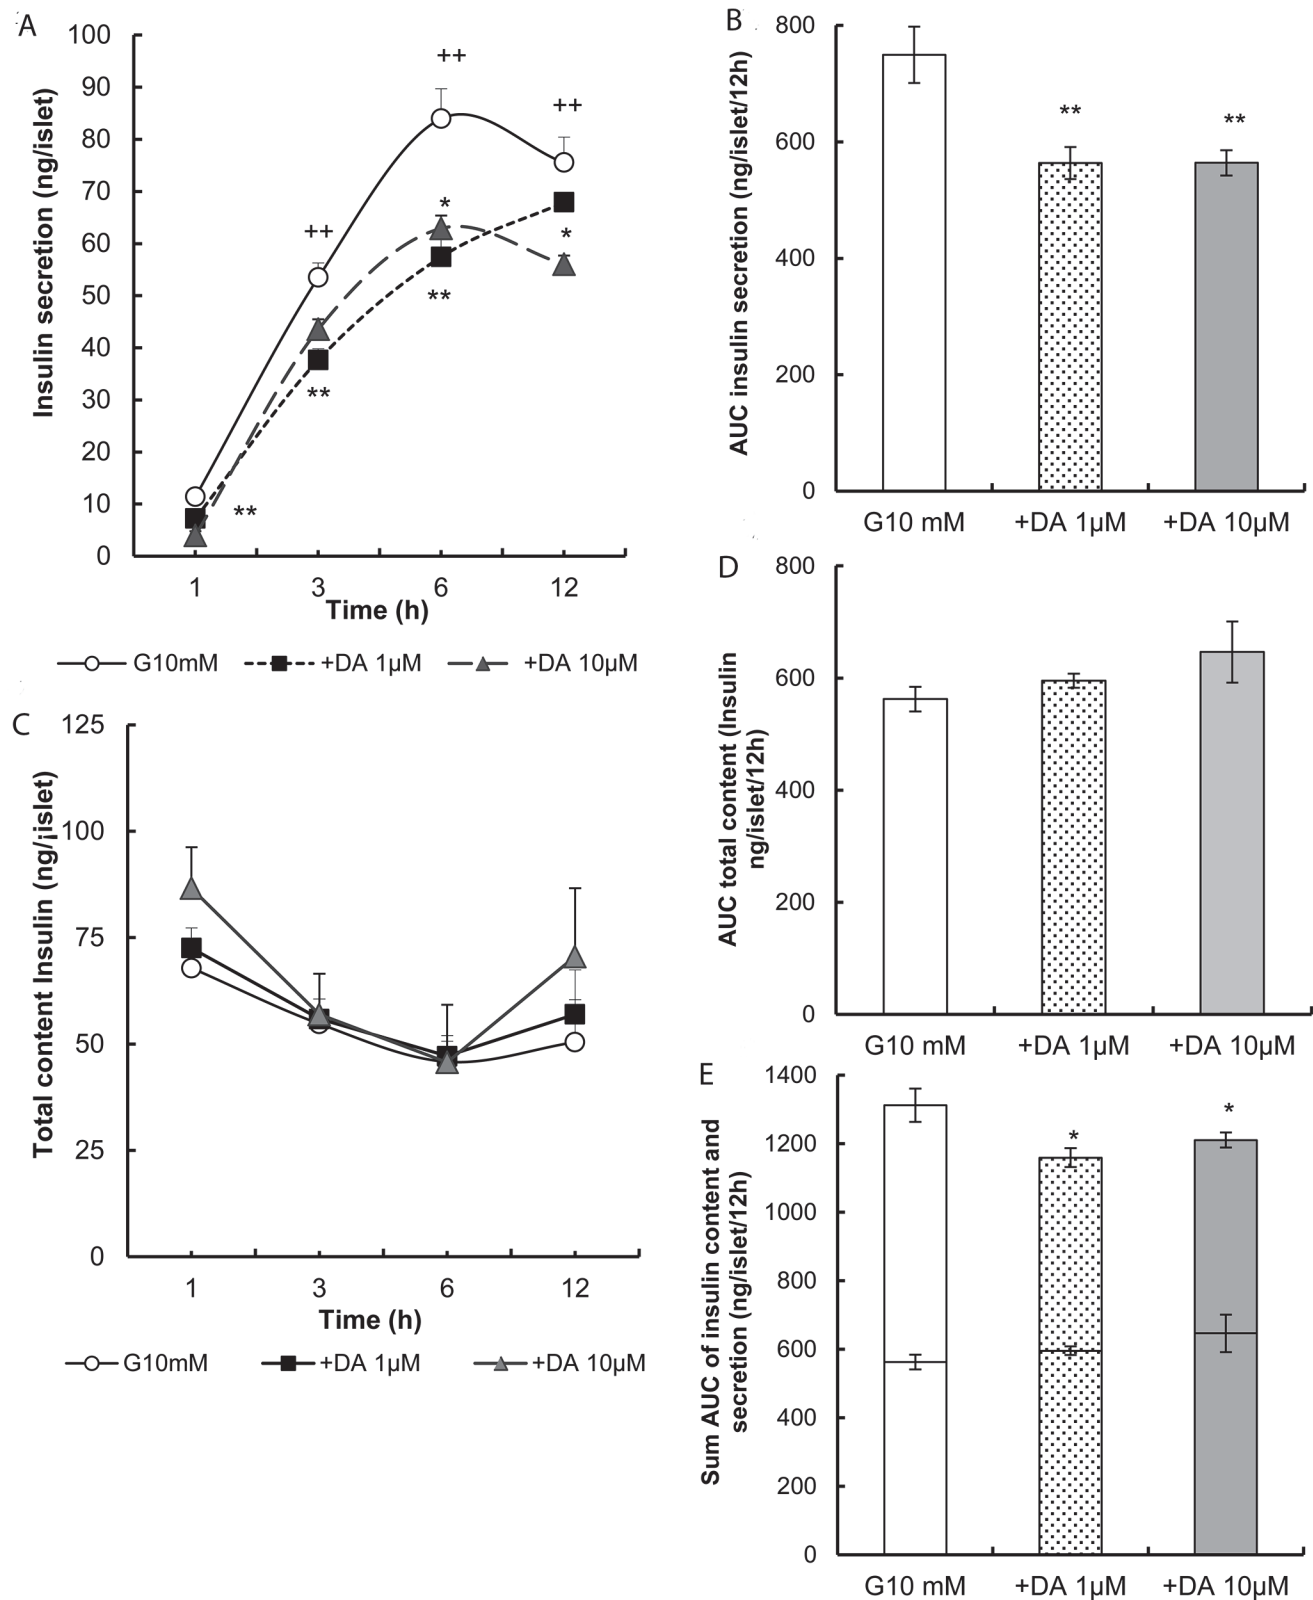 A
100
90
80
70
60
50
40
30
20
10
0
Insulin secretion (ng/islet)
++
++
++
*
*
**
**
**
1 3 6 12
Time (h)
G10mM +DA 1µM +DA 10µM
B
800
600
400
200
0
AUC insulin secretion (ng/islet/12h)
**
**
G10 mM +DA 1µM +DA 10µM
C
125
100
75
50
25
0
Total content Insulin (ng/¡islet)
1 3 6 12
Time (h)
G10mM +DA 1µM +DA 10µM
D
800
600
400
200
0
AUC total content (Insulin
ng/islet/12h)
G10 mM +DA 1µM +DA 10µM
E
1400
1200
1000
800
600
400
200
0
Sum AUC of insulin content and
secretion (ng/islet/12h)
*
*
G10 mM +DA 1µM +DA 10µM